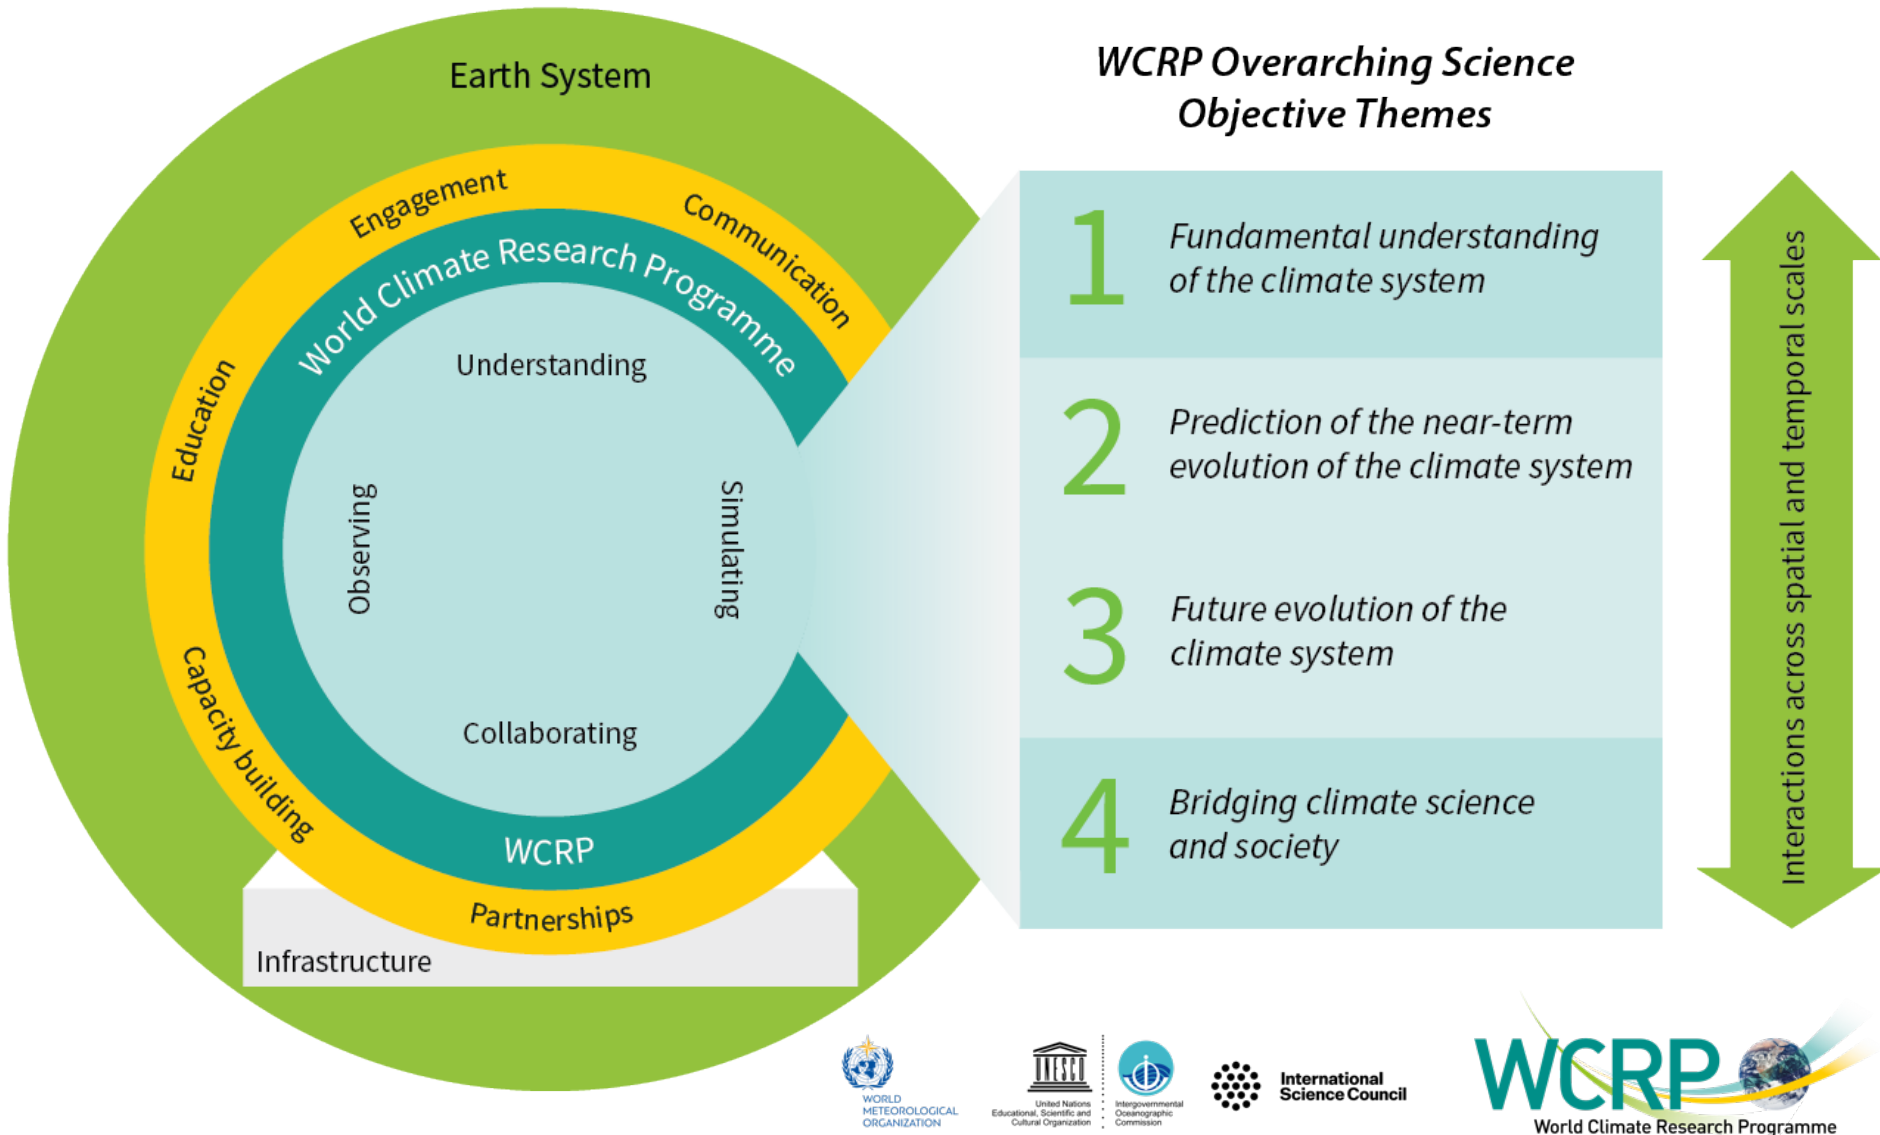 Earth System
Engagement
Communication
World Climate Research Programme
Education
Understanding
Observing
Simulating
Capacity building
Collaborating
WCRP
Partnerships
Infrastructure
WCRP Overarching Science
Objective Themes
1
Fundamental understanding
of the climate system
2
Prediction of the near-term
evolution of the climate system
3
Future evolution of the
climate system
4
Bridging climate science
and society
Interactions across spatial and temporal scales
WORLD
METEOROLOGICAL
ORGANIZATION
UNESCO
United Nations
Educational, Scientific and
Cultural Organization
Intergovernmental
Oceanographic
Commission
International
Science Council
WCRP
World Climate Research Programme